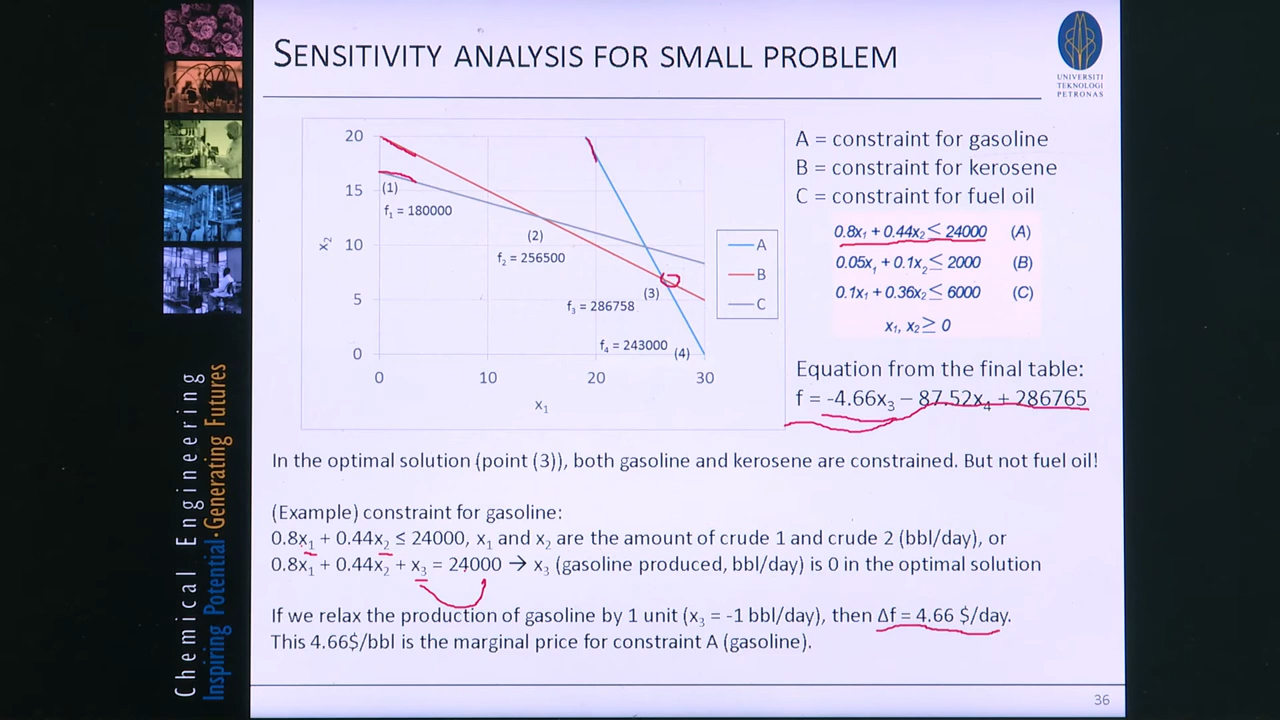 SENSITIVITY ANALYSIS FOR SMALL PROBLEM
UNIVERSITI
TEKNOLOGI
PETRONAS
20
15
10
5
0
x₂
0 10 20 30
x₁
(1)
f₁ = 180000
(2)
f₂ = 256500
(3)
f₃ = 286758
f₄ = 243000 (4)
A
B
C
A = constraint for gasoline
B = constraint for kerosene
C = constraint for fuel oil
0.8x₁ + 0.44x₂ ≤ 24000 (A)
0.05x₁ + 0.1x₂ ≤ 2000 (B)
0.1x₁ + 0.36x₂ ≤ 6000 (C)
x₁, x₂ ≥ 0
Equation from the final table:
f = -4.66x₃ – 87.52x₄ + 286765
In the optimal solution (point (3)), both gasoline and kerosene are constrained. But not fuel oil!
(Example) constraint for gasoline:
0.8x₁ + 0.44x₂ ≤ 24000, x₁ and x₂ are the amount of crude 1 and crude 2 (bbl/day), or
0.8x₁ + 0.44x₂ + x₃ = 24000 → x₃ (gasoline produced, bbl/day) is 0 in the optimal solution
If we relax the production of gasoline by 1 unit (x₃ = -1 bbl/day), then Δf = 4.66 $/day.
This 4.66$/bbl is the marginal price for constraint A (gasoline).
Chemical Engineering
Inspiring Potential · Generating Futures
36